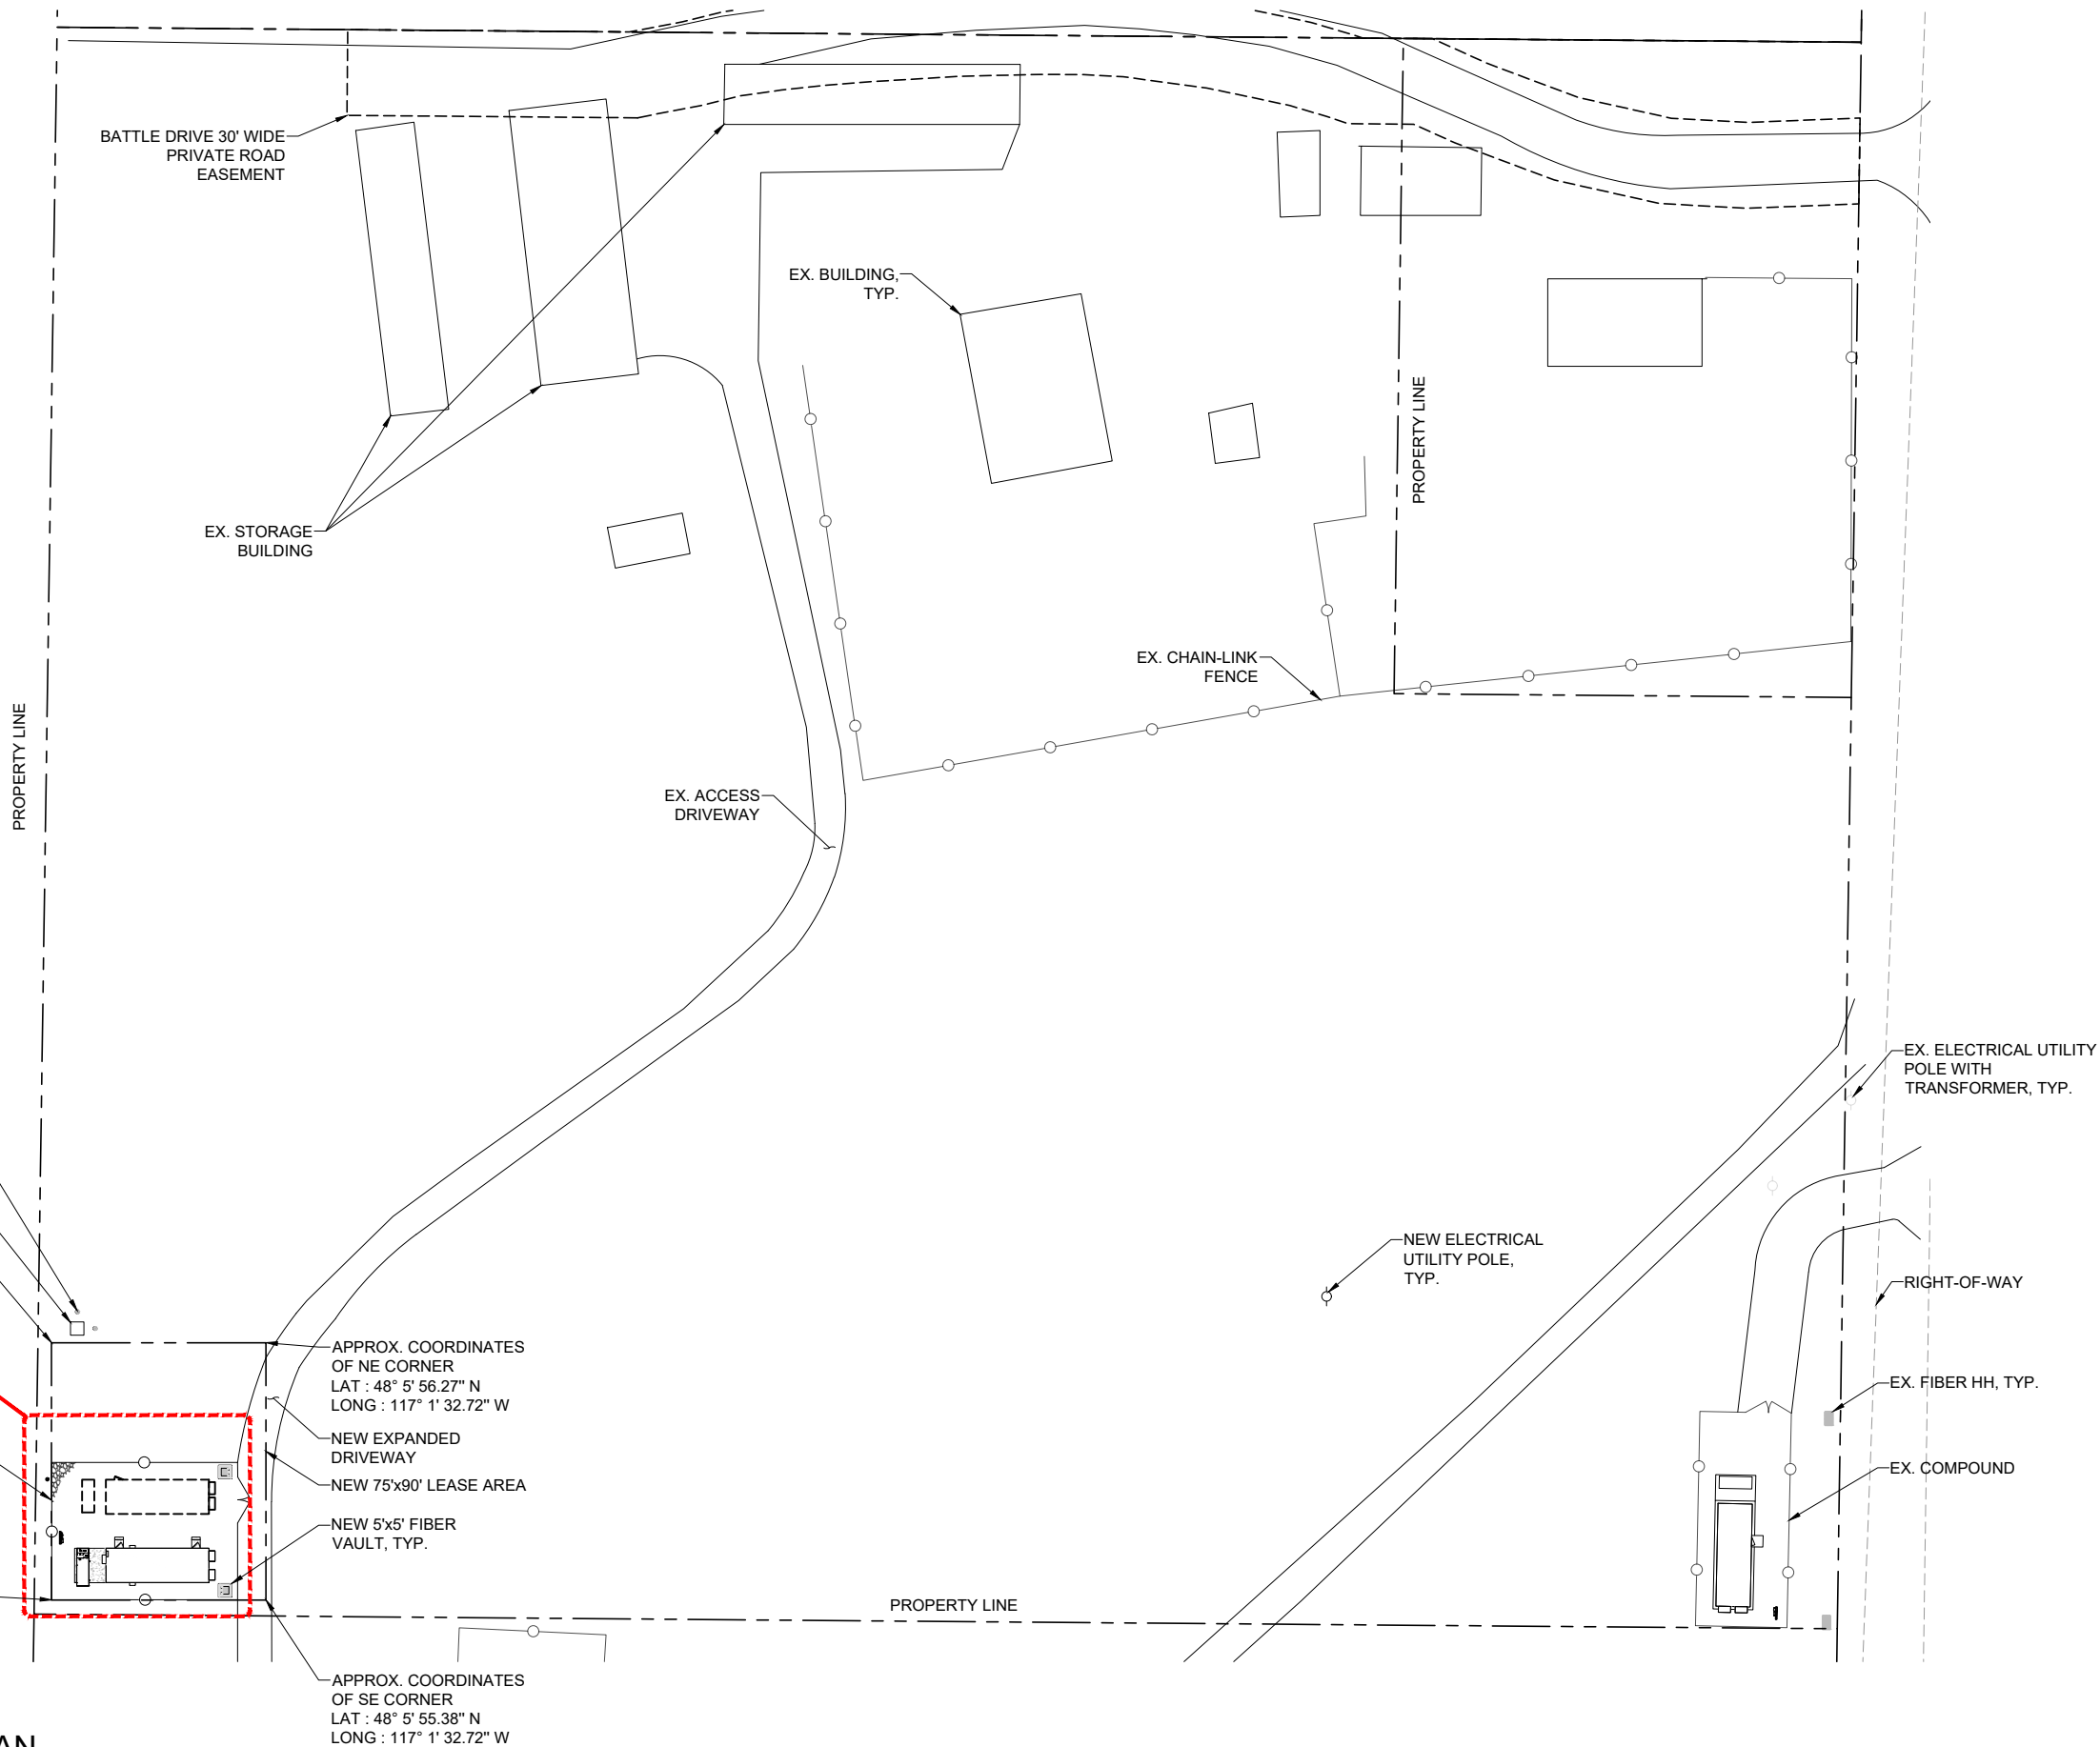 BATTLE DRIVE 30' WIDE
PRIVATE ROAD
EASEMENT
EX. BUILDING,
TYP.
PROPERTY LINE
EX. STORAGE
BUILDING
EX. CHAIN-LINK
FENCE
PROPERTY LINE
EX. ACCESS
DRIVEWAY
EX. ELECTRICAL UTILITY
POLE WITH
TRANSFORMER, TYP.
NEW ELECTRICAL
UTILITY POLE,
TYP.
RIGHT-OF-WAY
APPROX. COORDINATES
OF NE CORNER
LAT : 48° 5' 56.27" N
LONG : 117° 1' 32.72" W
EX. FIBER HH, TYP.
NEW EXPANDED
DRIVEWAY
EX. COMPOUND
NEW 75'x90' LEASE AREA
NEW 5'x5' FIBER
VAULT, TYP.
PROPERTY LINE
APPROX. COORDINATES
OF SE CORNER
LAT : 48° 5' 55.38" N
LONG : 117° 1' 32.72" W
AN